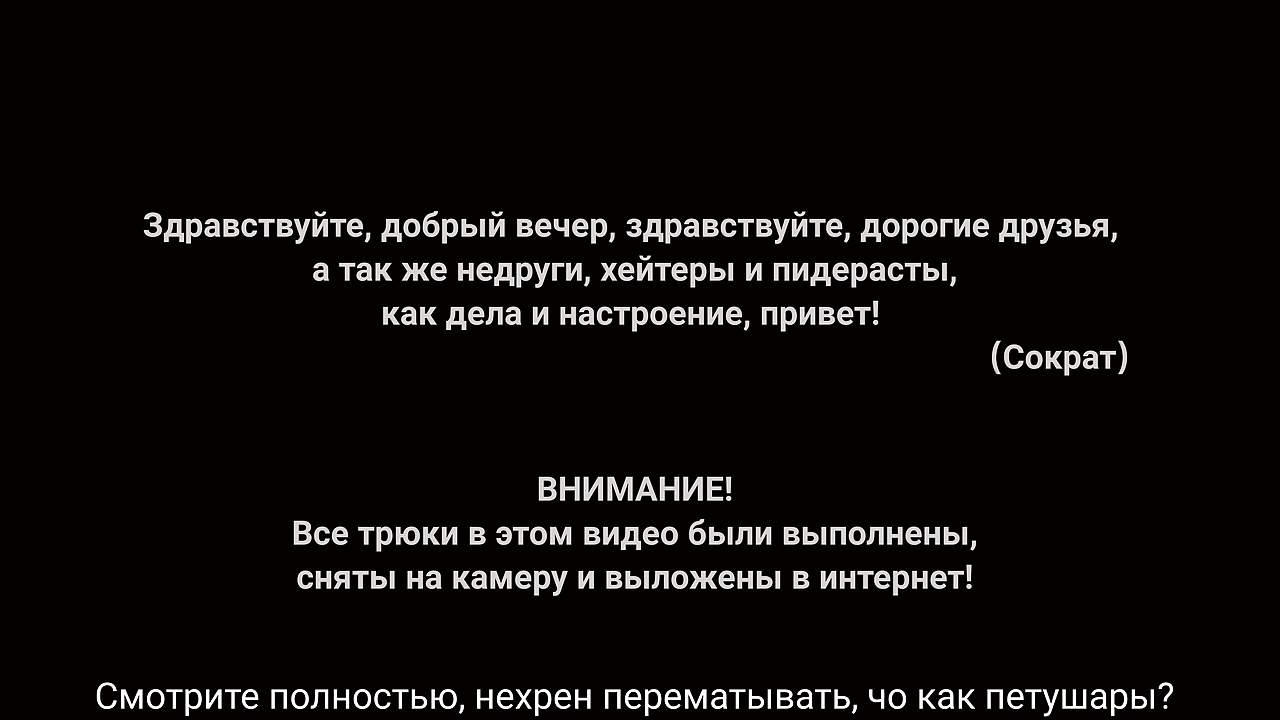 Здравствуйте, добрый вечер, здравствуйте, дорогие друзья,
а так же недруги, хейтеры и пидерасты,
как дела и настроение, привет!
(Сократ)
ВНИМАНИЕ!
Все трюки в этом видео были выполнены,
сняты на камеру и выложены в интернет!
Смотрите полностью, нехрен перематывать, чо как петушары?